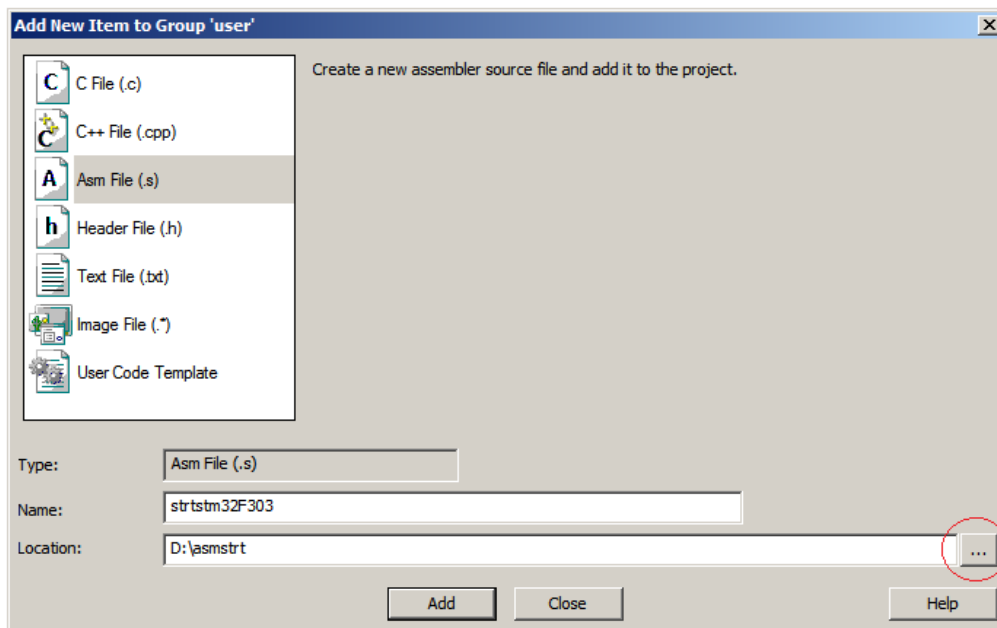 Add New Item to Group 'user'
Create a new assembler source file and add it to the project.
C File (.c)
C++ File (.cpp)
A Asm File (.s)
h Header File (.h)
Text File (.txt)
Image File (.*)
User Code Template
Type: Asm File (.s)
Name: strtstm32F303
Location: D:\asmstrt ...
Add Close Help